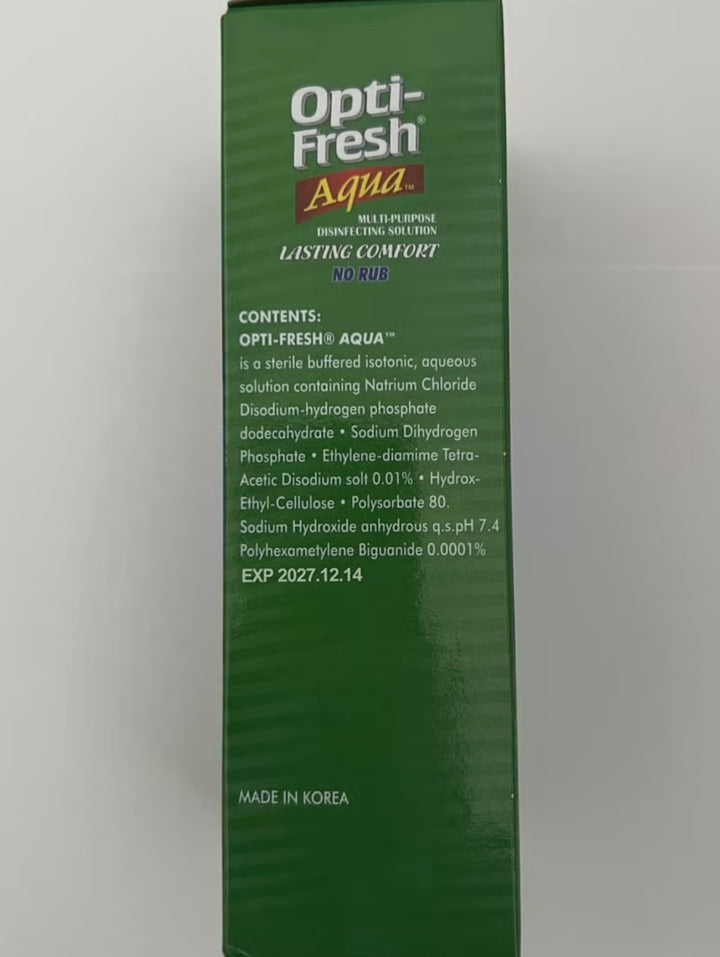 Opti-
Fresh®
Aqua™
MULTI-PURPOSE
DISINFECTING SOLUTION
LASTING COMFORT
NO RUB
CONTENTS:
OPTI-FRESH® AQUA™
is a sterile buffered isotonic, aqueous
solution containing Natrium Chloride
Disodium-hydrogen phosphate
dodecahydrate • Sodium Dihydrogen
Phosphate • Ethylene-diamime Tetra-
Acetic Disodium solt 0.01% • Hydrox-
Ethyl-Cellulose • Polysorbate 80.
Sodium Hydroxide anhydrous q.s.pH 7.4
Polyhexametylene Biguanide 0.0001%
EXP 2027.12.14
MADE IN KOREA